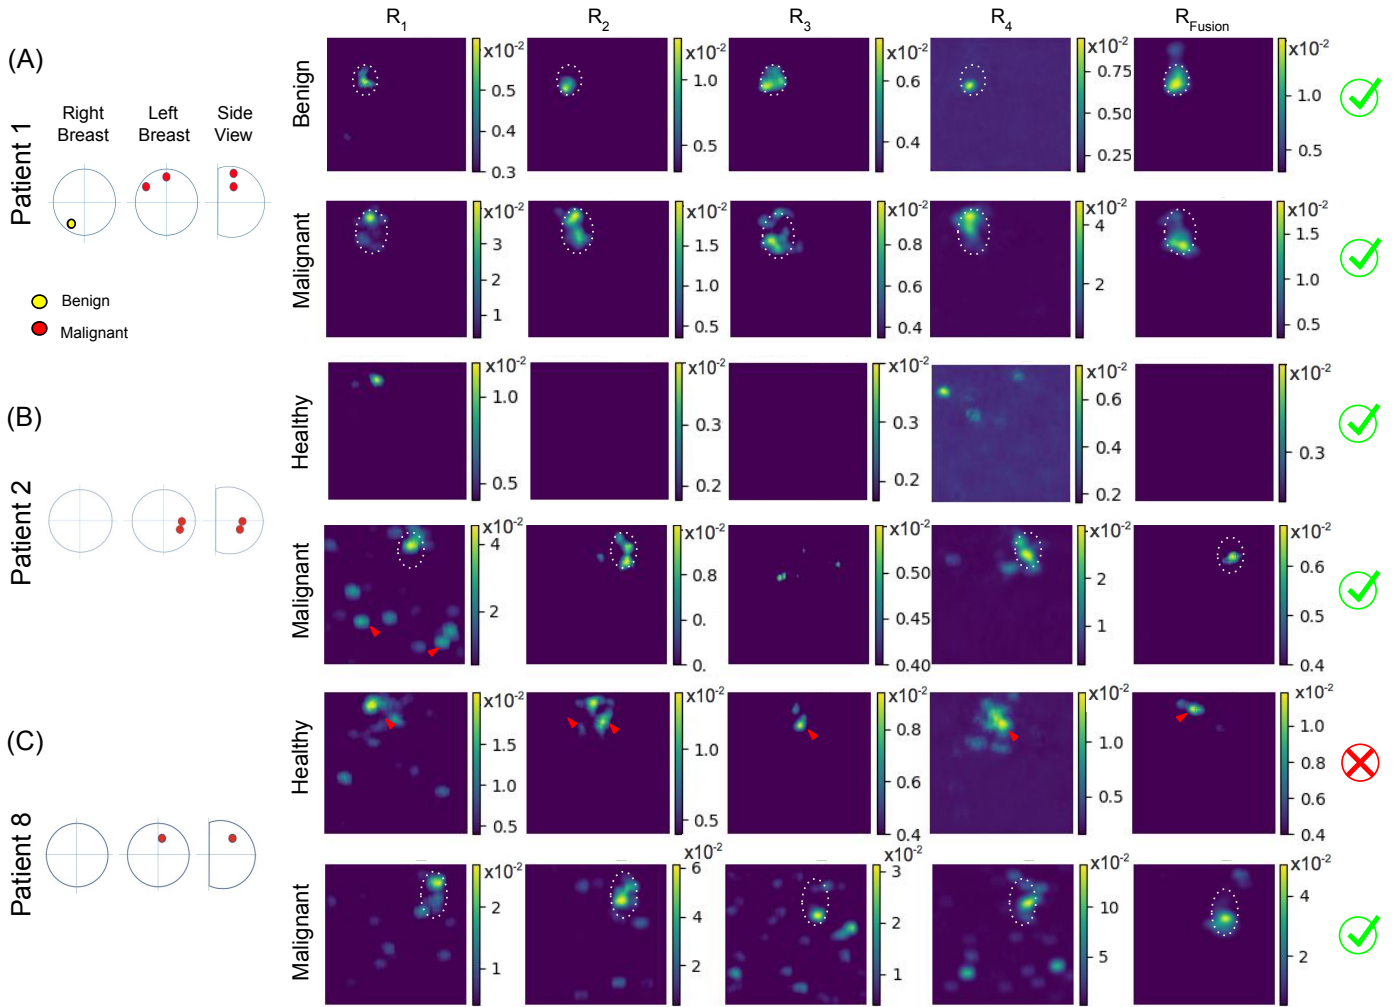 R1 R2 R3 R4 RFusion
(A)
Patient 1
Right Breast
Left Breast
Side View
Benign
x10-2 0.5 0.4 0.3
x10-2 1.0 0.5
x10-2 0.6 0.4
x10-2 0.75 0.50 0.25
x10-2 1.0 0.5
Malignant
x10-2 3 2 1
x10-2 1.5 1.0 0.5
x10-2 0.8 0.6 0.4
x10-2 4 2
x10-2 1.5 1.0 0.5
Benign
Malignant
(B)
Patient 2
Healthy
x10-2 1.0 0.5
x10-2 0.3 0.2
x10-2 0.3 0.2
x10-2 0.6 0.4 0.2
x10-2 0.3
Malignant
x10-2 4 2
x10-2 0.8 0. 0.
x10-2 0.50 0.45 0.40
x10-2 2 1
x10-2 0.6 0.5 0.4
(C)
Patient 8
Healthy
x10-2 1.5 1.0 0.5
x10-2 1.0 0.5
x10-2 0.8 0.6 0.4
x10-2 1.5 1.0 0.5
x10-2 1.2 1.0 0.8 0.6 0.4
Malignant
x10-2 2 1
x10-2 6 4 2
x10-2 3 2 1
x10-2 10 5
x10-2 4 2